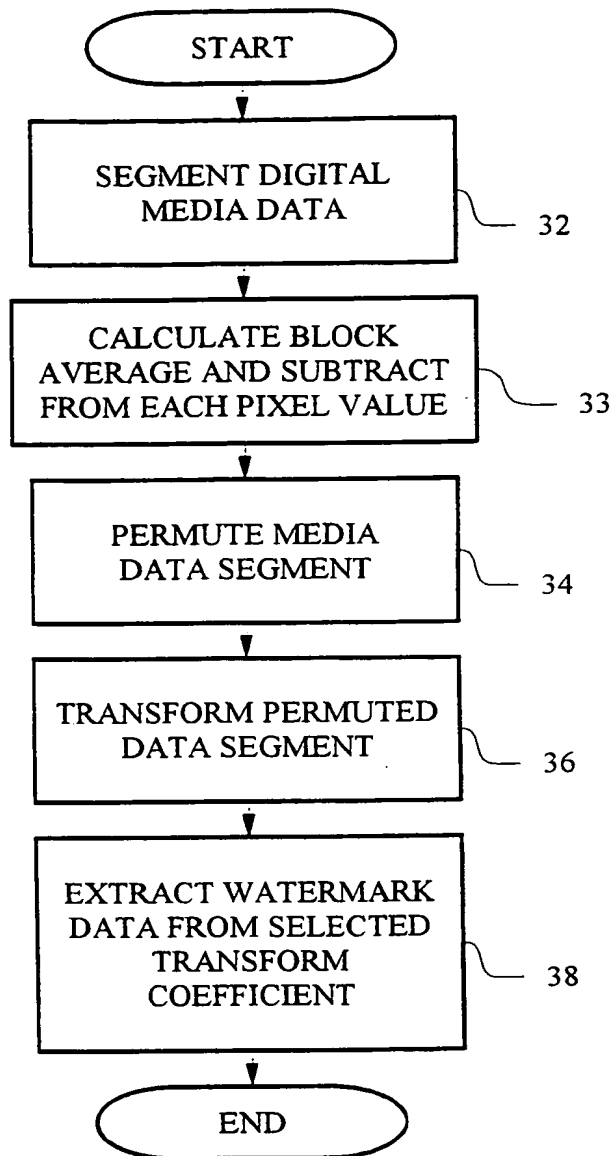 START
SEGMENT DIGITAL
MEDIA DATA
32
CALCULATE BLOCK
AVERAGE AND SUBTRACT
FROM EACH PIXEL VALUE
33
PERMUTE MEDIA
DATA SEGMENT
34
TRANSFORM PERMUTED
DATA SEGMENT
36
EXTRACT WATERMARK
DATA FROM SELECTED
TRANSFORM
COEFFICIENT
38
END